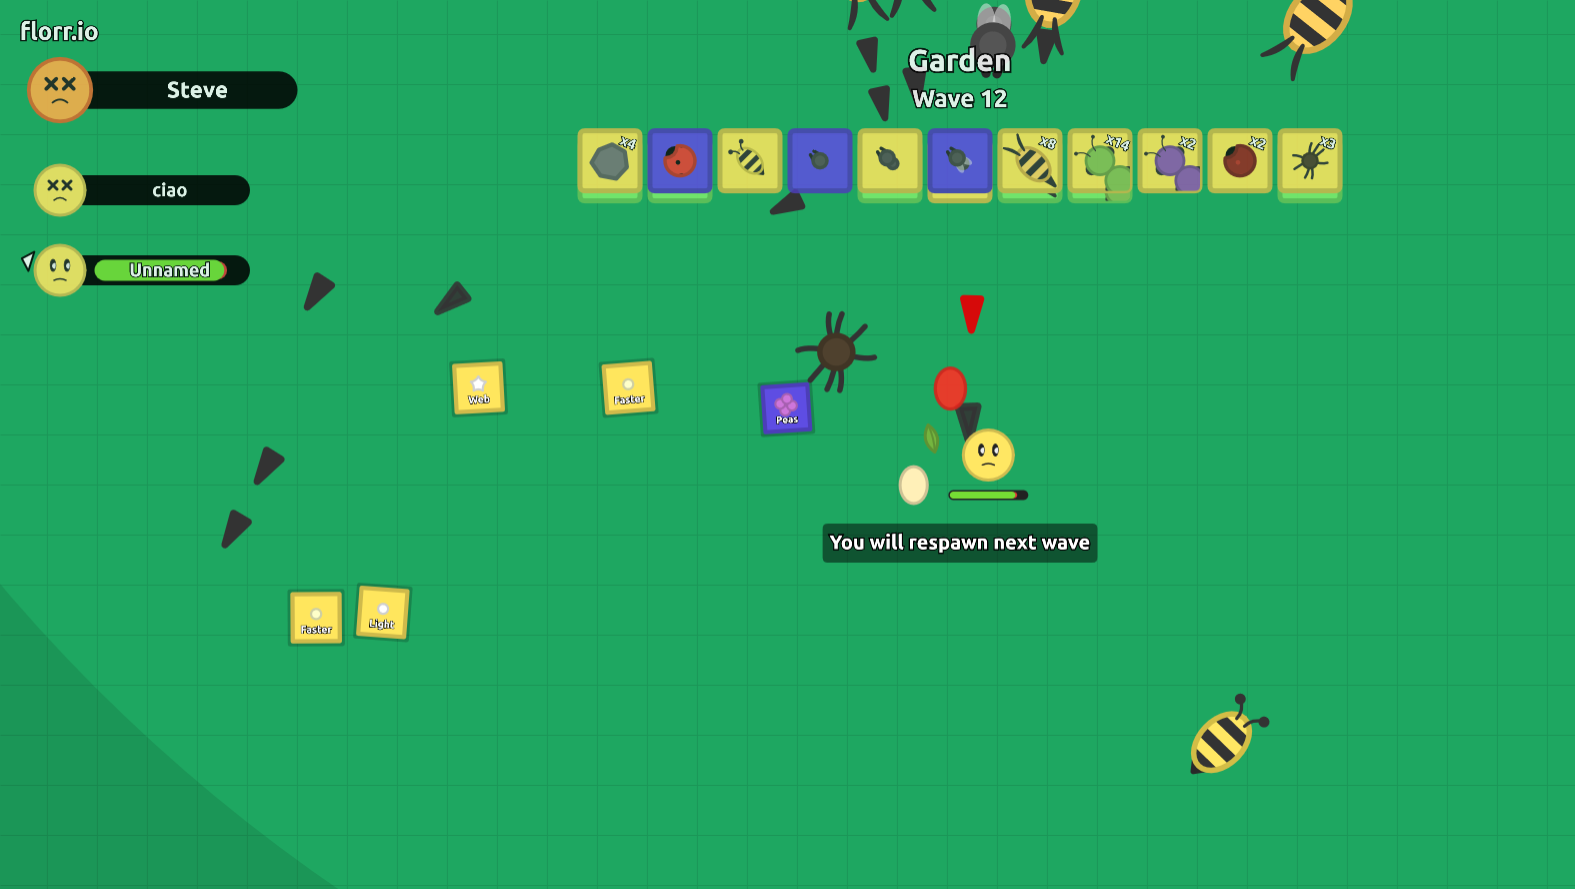 florr.io
Steve
ciao
Unnamed
Garden
Wave 12
x4
x8
x14
x2
x2
x3
Web
Faster
Peas
You will respawn next wave
Faster
Light